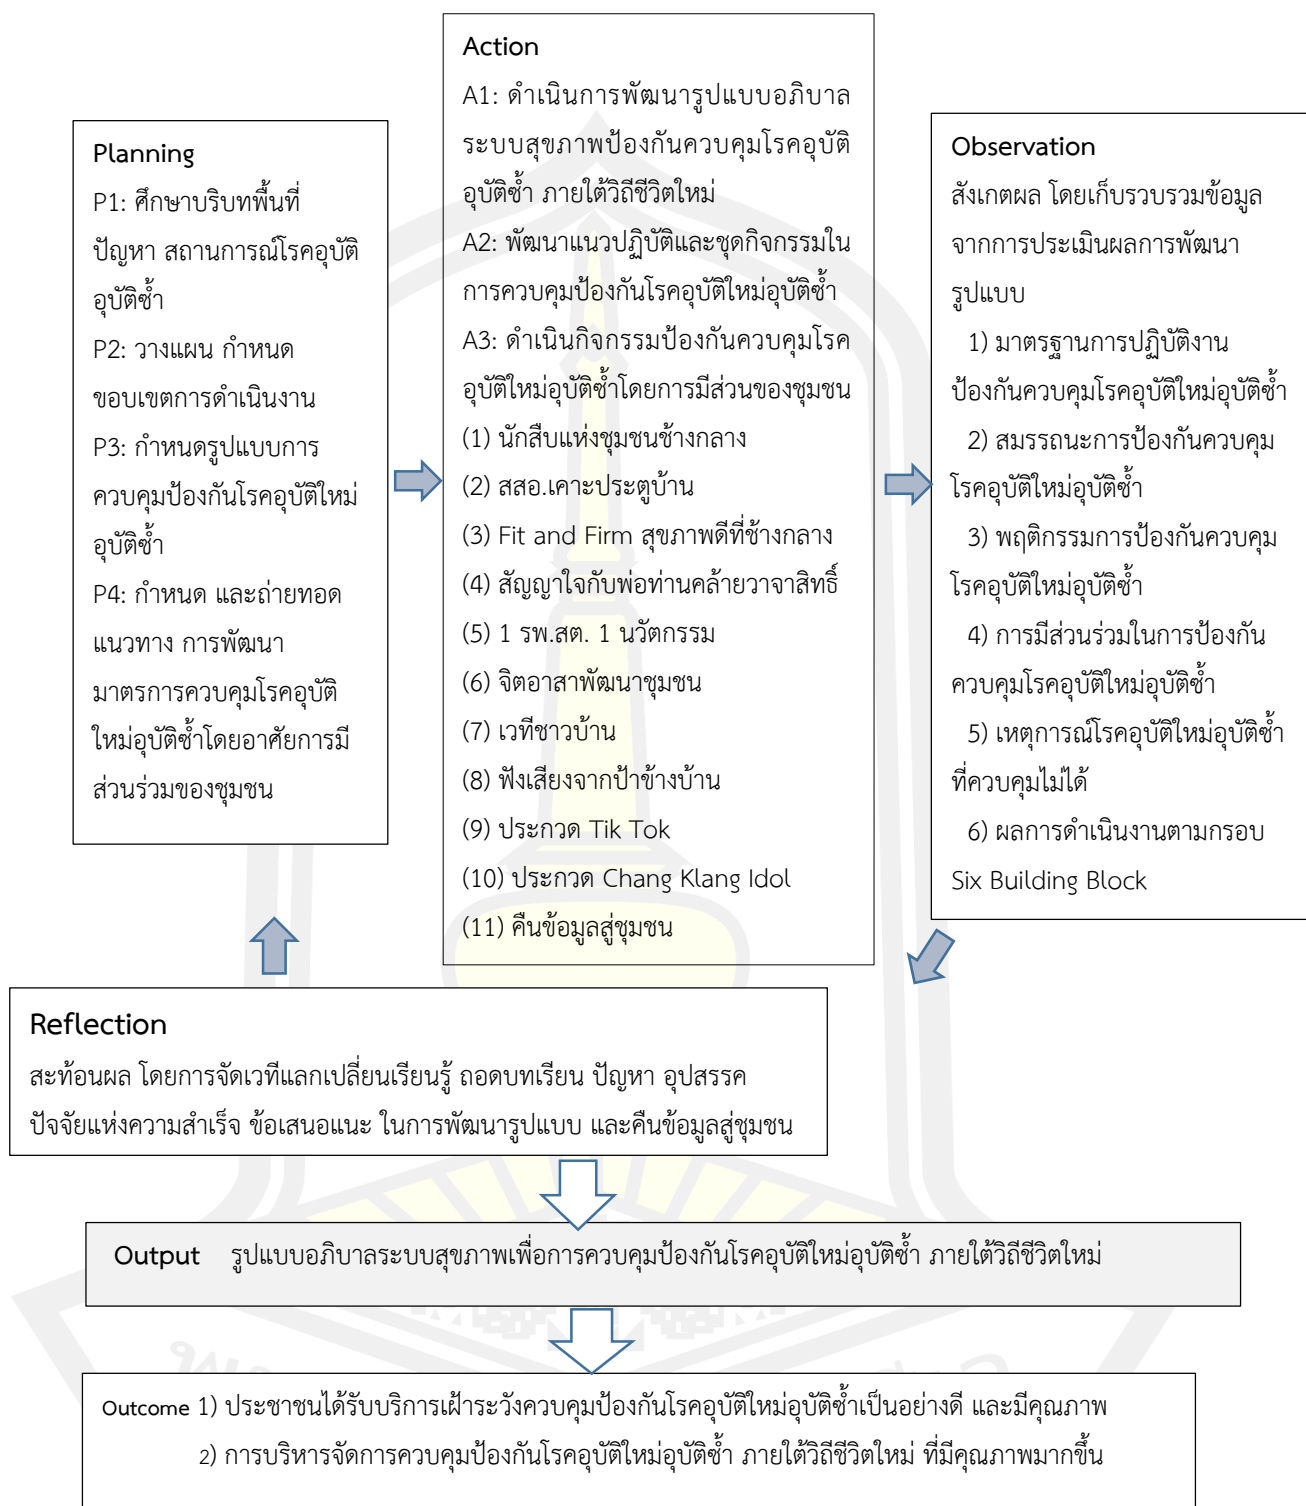 Planning
P1: ศึกษาบริบทพื้นที่
ปัญหา สถานการณ์โรคอุบัติ
อุบัติซ้ำ
P2: วางแผน กำหนด
ขอบเขตการดำเนินงาน
P3: กำหนดรูปแบบการ
ควบคุมป้องกันโรคอุบัติใหม่
อุบัติซ้ำ
P4: กำหนด และถ่ายทอด
แนวทาง การพัฒนา
มาตรการควบคุมโรคอุบัติ
ใหม่อุบัติซ้ำโดยอาศัยการมี
ส่วนร่วมของชุมชน
Action
A1: ดำเนินการพัฒนารูปแบบอภิบาล
ระบบสุขภาพป้องกันควบคุมโรคอุบัติ
อุบัติซ้ำ ภายใต้วิถีชีวิตใหม่
A2: พัฒนาแนวปฏิบัติและชุดกิจกรรมใน
การควบคุมป้องกันโรคอุบัติใหม่อุบัติซ้ำ
A3: ดำเนินกิจกรรมป้องกันควบคุมโรค
อุบัติใหม่อุบัติซ้ำโดยการมีส่วนของชุมชน
(1) นักสืบแห่งชุมชนช้างกลาง
(2) สสอ.เคาะประตูบ้าน
(3) Fit and Firm สุขภาพดีที่ช้างกลาง
(4) สัญญาใจกับพ่อท่านคล้ายวาจาสิทธิ์
(5) 1 รพ.สต. 1 นวัตกรรม
(6) จิตอาสาพัฒนาชุมชน
(7) เวทีชาวบ้าน
(8) ฟังเสียงจากป้าข้างบ้าน
(9) ประกวด Tik Tok
(10) ประกวด Chang Klang Idol
(11) คืนข้อมูลสู่ชุมชน
Observation
สังเกตผล โดยเก็บรวบรวมข้อมูล
จากการประเมินผลการพัฒนา
รูปแบบ
1) มาตรฐานการปฏิบัติงาน
ป้องกันควบคุมโรคอุบัติใหม่อุบัติซ้ำ
2) สมรรถนะการป้องกันควบคุม
โรคอุบัติใหม่อุบัติซ้ำ
3) พฤติกรรมการป้องกันควบคุม
โรคอุบัติใหม่อุบัติซ้ำ
4) การมีส่วนร่วมในการป้องกัน
ควบคุมโรคอุบัติใหม่อุบัติซ้ำ
5) เหตุการณ์โรคอุบัติใหม่อุบัติซ้ำ
ที่ควบคุมไม่ได้
6) ผลการดำเนินงานตามกรอบ
Six Building Block
Reflection
สะท้อนผล โดยการจัดเวทีแลกเปลี่ยนเรียนรู้ ถอดบทเรียน ปัญหา อุปสรรค
ปัจจัยแห่งความสำเร็จ ข้อเสนอแนะ ในการพัฒนารูปแบบ และคืนข้อมูลสู่ชุมชน
Output รูปแบบอภิบาลระบบสุขภาพเพื่อการควบคุมป้องกันโรคอุบัติใหม่อุบัติซ้ำ ภายใต้วิถีชีวิตใหม่
Outcome 1) ประชาชนได้รับบริการเฝ้าระวังควบคุมป้องกันโรคอุบัติใหม่อุบัติซ้ำเป็นอย่างดี และมีคุณภาพ
2) การบริหารจัดการควบคุมป้องกันโรคอุบัติใหม่อุบัติซ้ำ ภายใต้วิถีชีวิตใหม่ ที่มีคุณภาพมากขึ้น